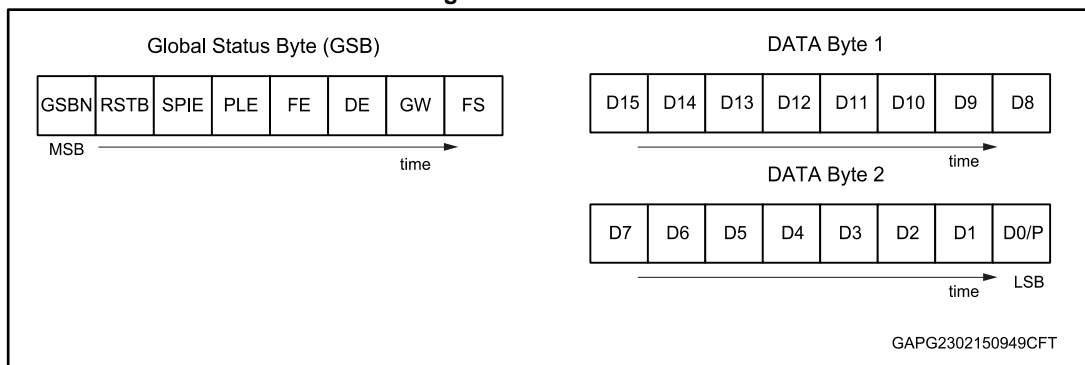 Global Status Byte (GSB)
GSBN RSTB SPIE PLE FE DE GW FS
MSB
time
DATA Byte 1
D15 D14 D13 D12 D11 D10 D9 D8
time
DATA Byte 2
D7 D6 D5 D4 D3 D2 D1 D0/P
time
LSB
GAPG2302150949CFT